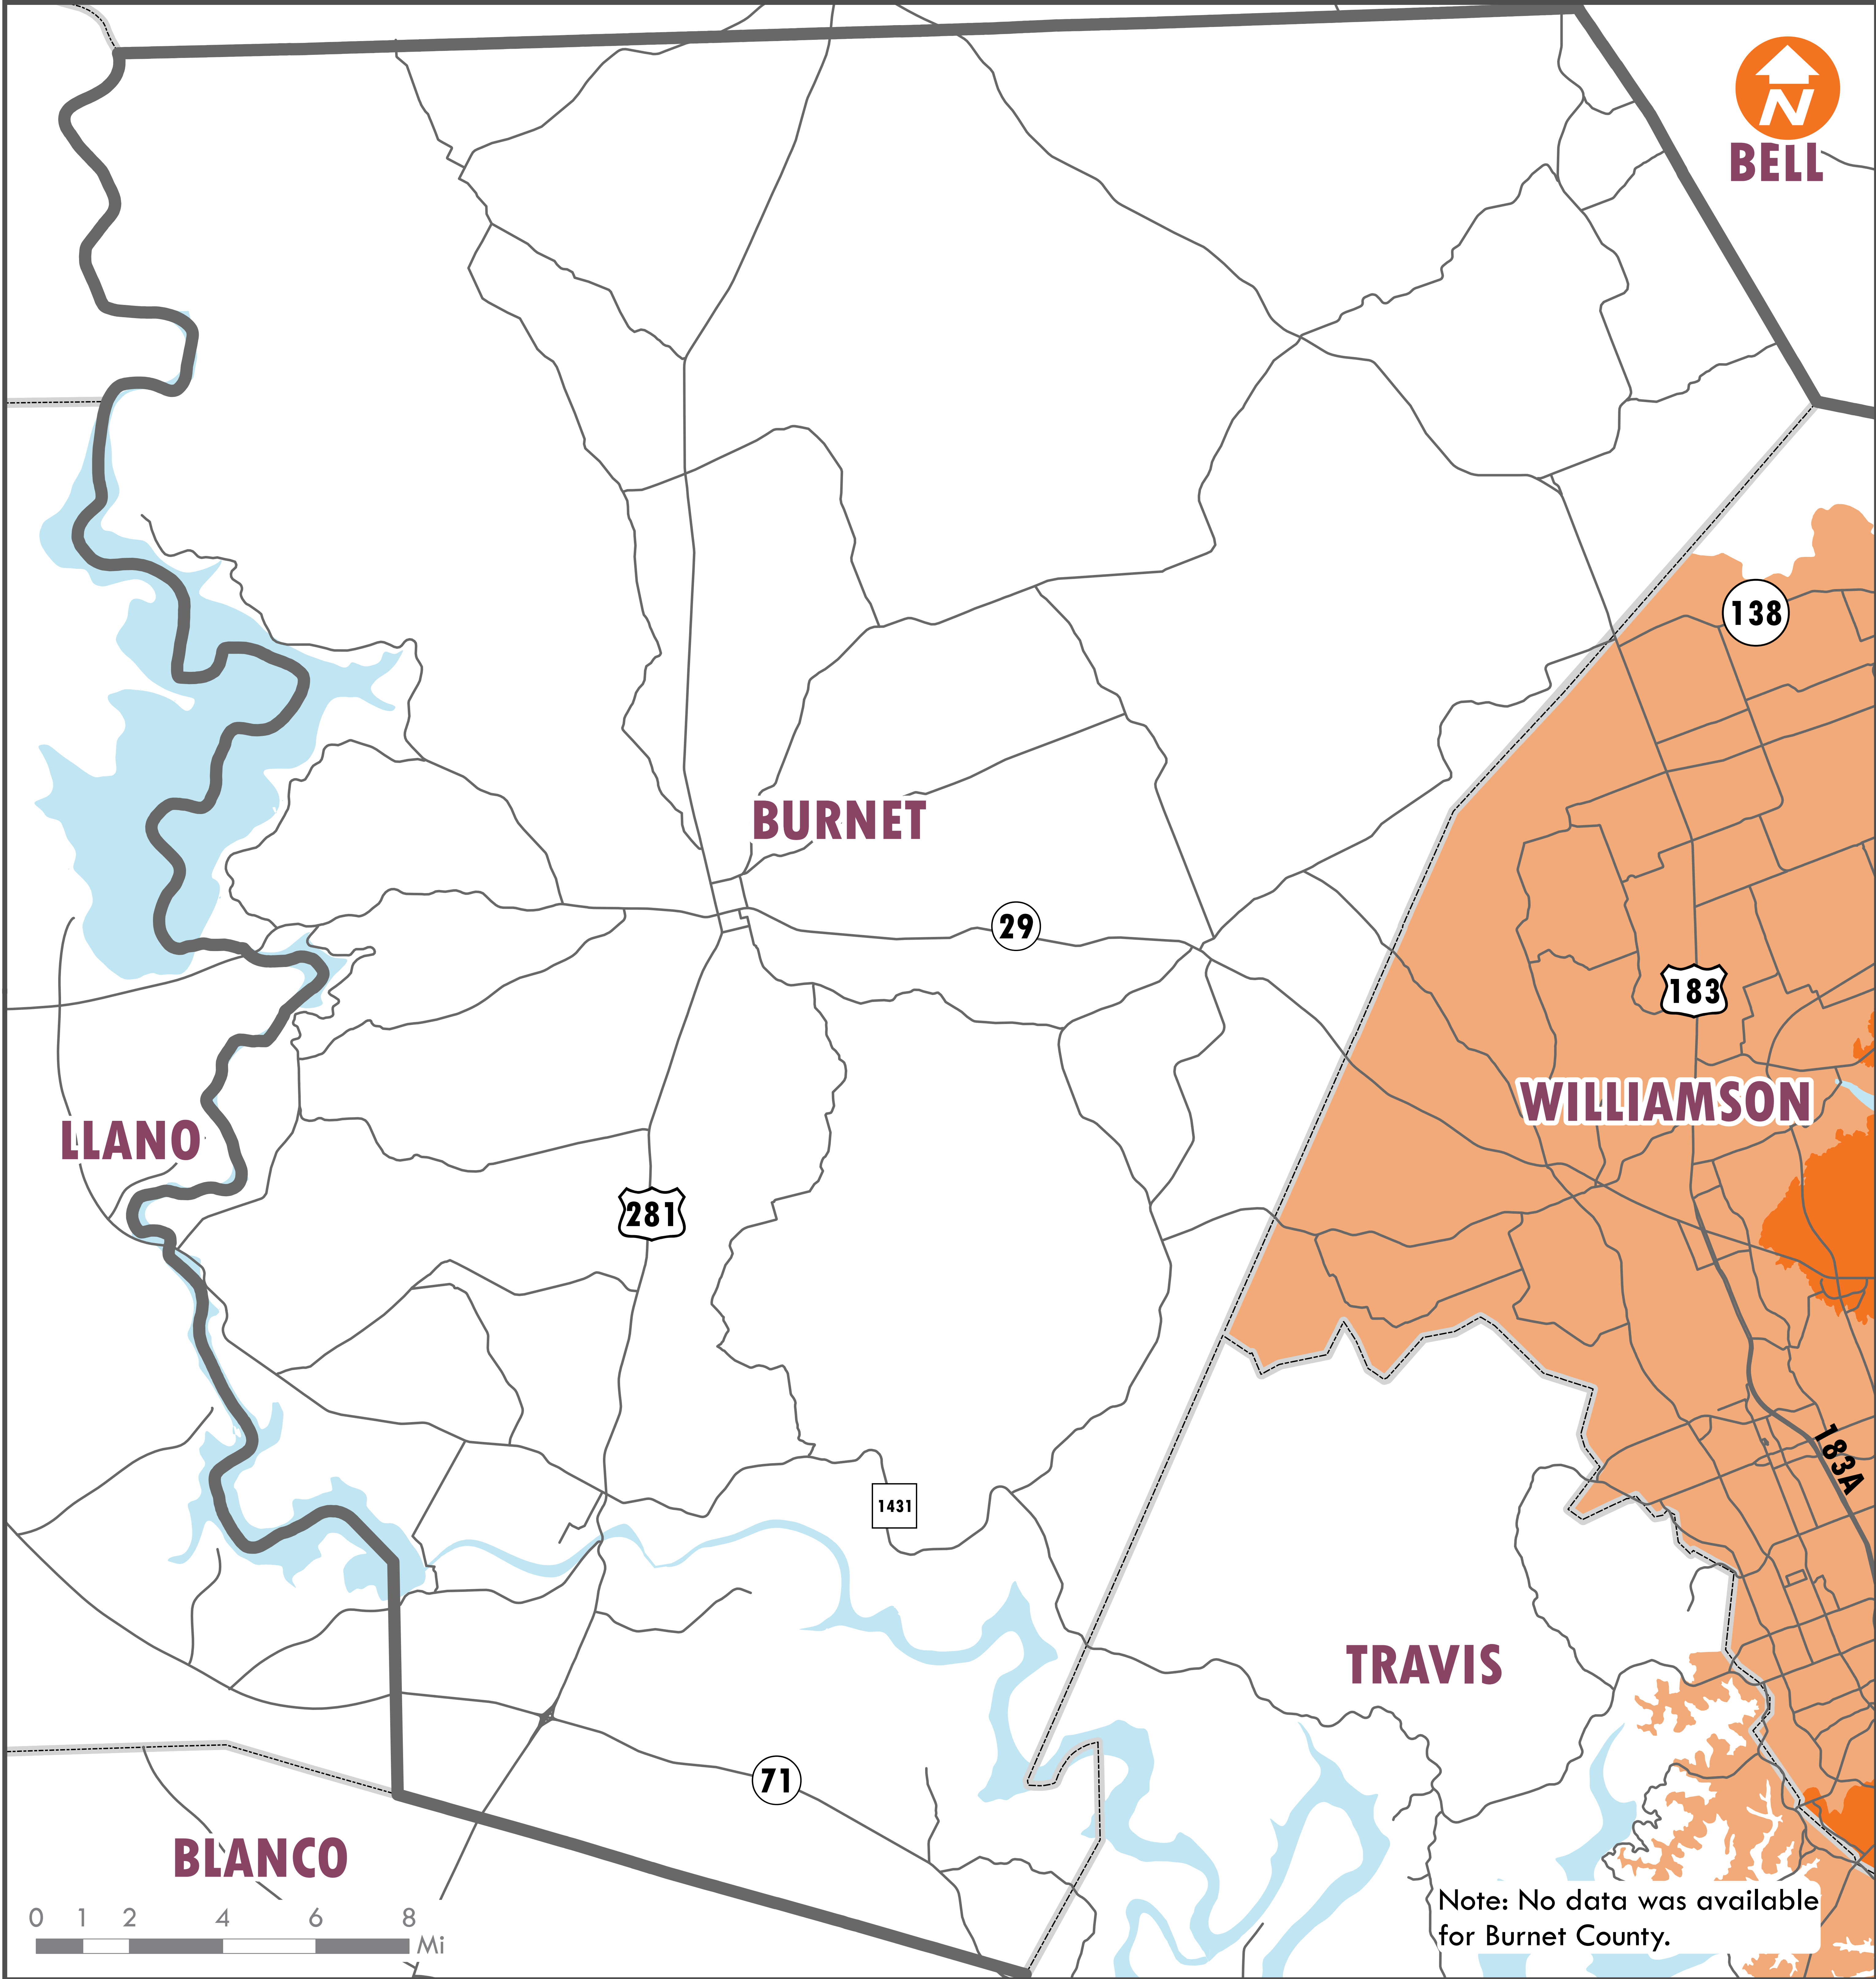 N
BELL
138
BURNET
29
183
WILLIAMSON
LLANO
281
183A
1431
TRAVIS
71
BLANCO
Note: No data was available
for Burnet County.
0 1 2 4 6 8
Mi